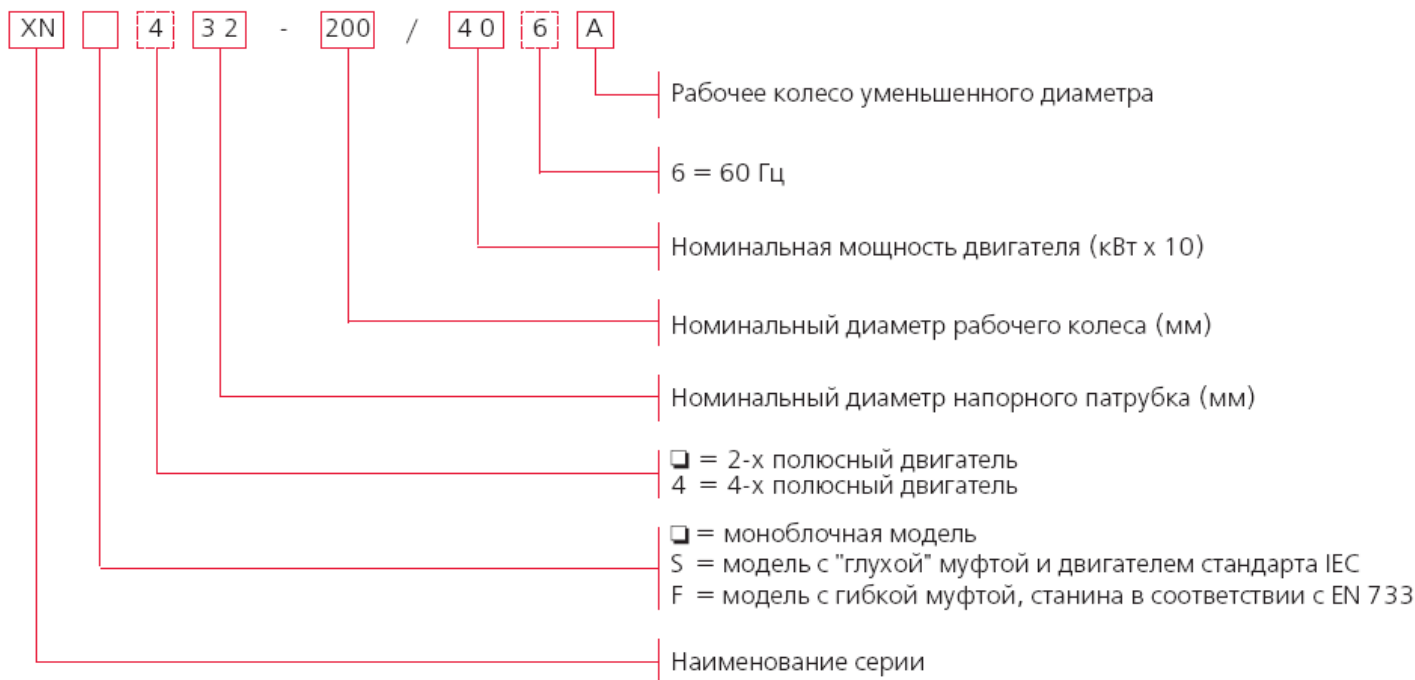 XN 4 3 2 - 200 / 4 0 6 A
Рабочее колесо уменьшенного диаметра
6 = 60 Гц
Номинальная мощность двигателя (кВт x 10)
Номинальный диаметр рабочего колеса (мм)
Номинальный диаметр напорного патрубка (мм)
❏ = 2-х полюсный двигатель
4 = 4-х полюсный двигатель
❏ = моноблочная модель
S = модель с "глухой" муфтой и двигателем стандарта IEC
F = модель с гибкой муфтой, станина в соответствии с EN 733
Наименование серии